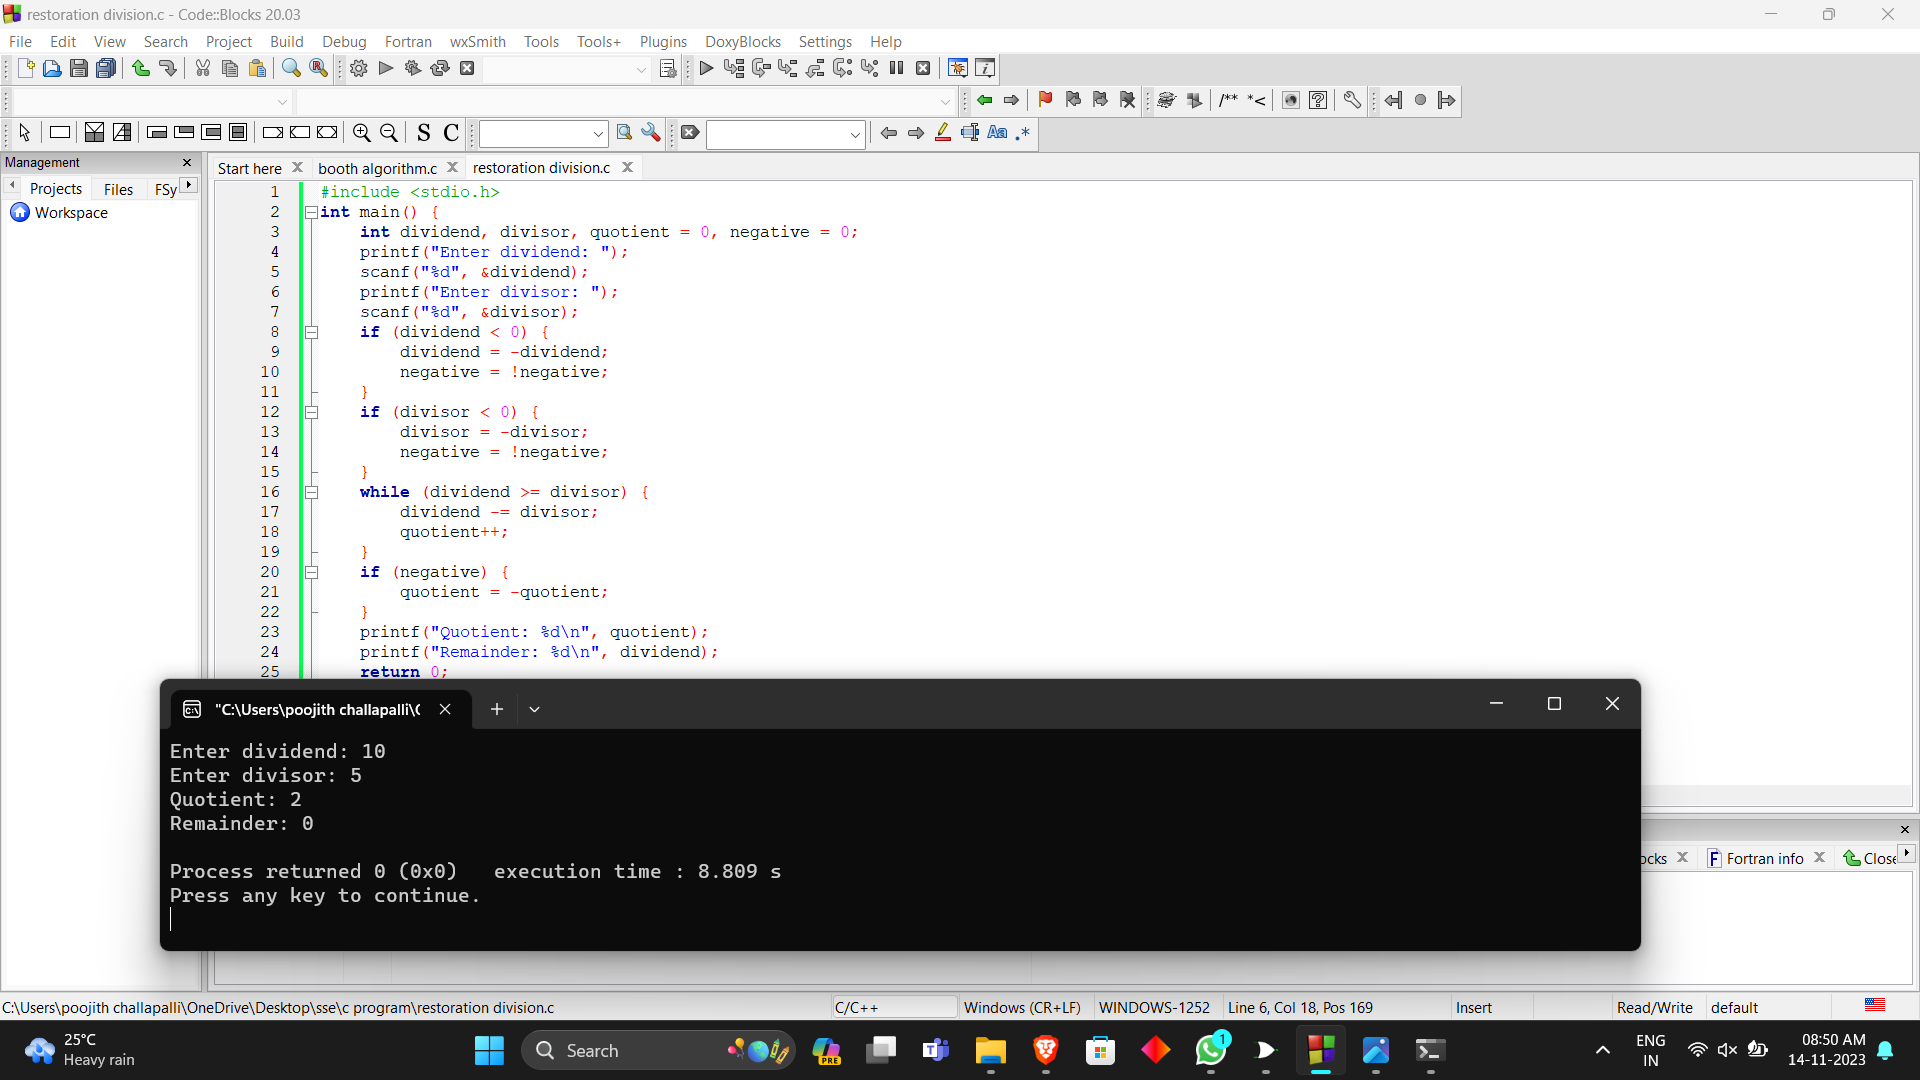 restoration division.c - Code::Blocks 20.03
File Edit View Search Project Build Debug Fortran wxSmith Tools Tools+ Plugins DoxyBlocks Settings Help
/** *<
S C
Aa .*
Management
Projects Files FSy
Workspace
Start here booth algorithm.c restoration division.c
1 #include <stdio.h>
2 int main() {
3 int dividend, divisor, quotient = 0, negative = 0;
4 printf("Enter dividend: ");
5 scanf("%d", &dividend);
6 printf("Enter divisor: ");
7 scanf("%d", &divisor);
8 if (dividend < 0) {
9 dividend = -dividend;
10 negative = !negative;
11 }
12 if (divisor < 0) {
13 divisor = -divisor;
14 negative = !negative;
15 }
16 while (dividend >= divisor) {
17 dividend -= divisor;
18 quotient++;
19 }
20 if (negative) {
21 quotient = -quotient;
22 }
23 printf("Quotient: %d\n", quotient);
24 printf("Remainder: %d\n", dividend);
25 return 0;
"C:\Users\poojith challapalli\
Enter dividend: 10
Enter divisor: 5
Quotient: 2
Remainder: 0
Process returned 0 (0x0) execution time : 8.809 s
Press any key to continue.
ocks Fortran info Close
C:\Users\poojith challapalli\OneDrive\Desktop\sse\c program\restoration division.c C/C++ Windows (CR+LF) WINDOWS-1252 Line 6, Col 18, Pos 169 Insert Read/Write default
25°C
Heavy rain
Search
PRE
1
ENG
IN
08:50 AM
14-11-2023